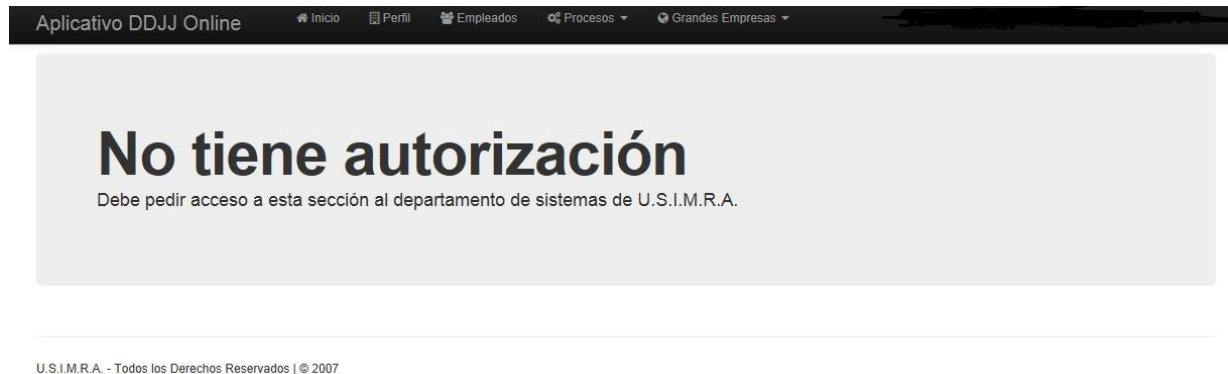 Aplicativo DDJJ Online Inicio Perfil Empleados Procesos Grandes Empresas
No tiene autorización
Debe pedir acceso a esta sección al departamento de sistemas de U.S.I.M.R.A.
U.S.I.M.R.A. - Todos los Derechos Reservados | © 2007